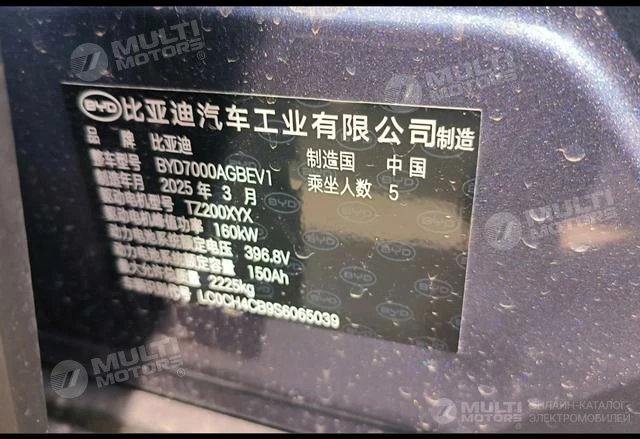 BYD 比亚迪汽车工业有限公司制造
品 牌 比亚迪
整车型号 BYD7000AGBEV1
制造国 中国
制造年月 2025 年 3 月
乘坐人数 5
驱动电机型号 TZ200XYX
驱动电机峰值功率 160kW
动力电池系统额定电压 396.8V
动力电池系统额定容量 150Ah
最大允许总质量 2225kg
车辆识别代号 LC0CH4CB9S6065039
MULTI MOTORS
MULTI MOTORS
MULTI MOTORS
MULTI MOTORS
MULTI MOTORS
ОНЛАЙН-КАТАЛОГ
ЭЛЕКТРОМОБИЛЕЙ